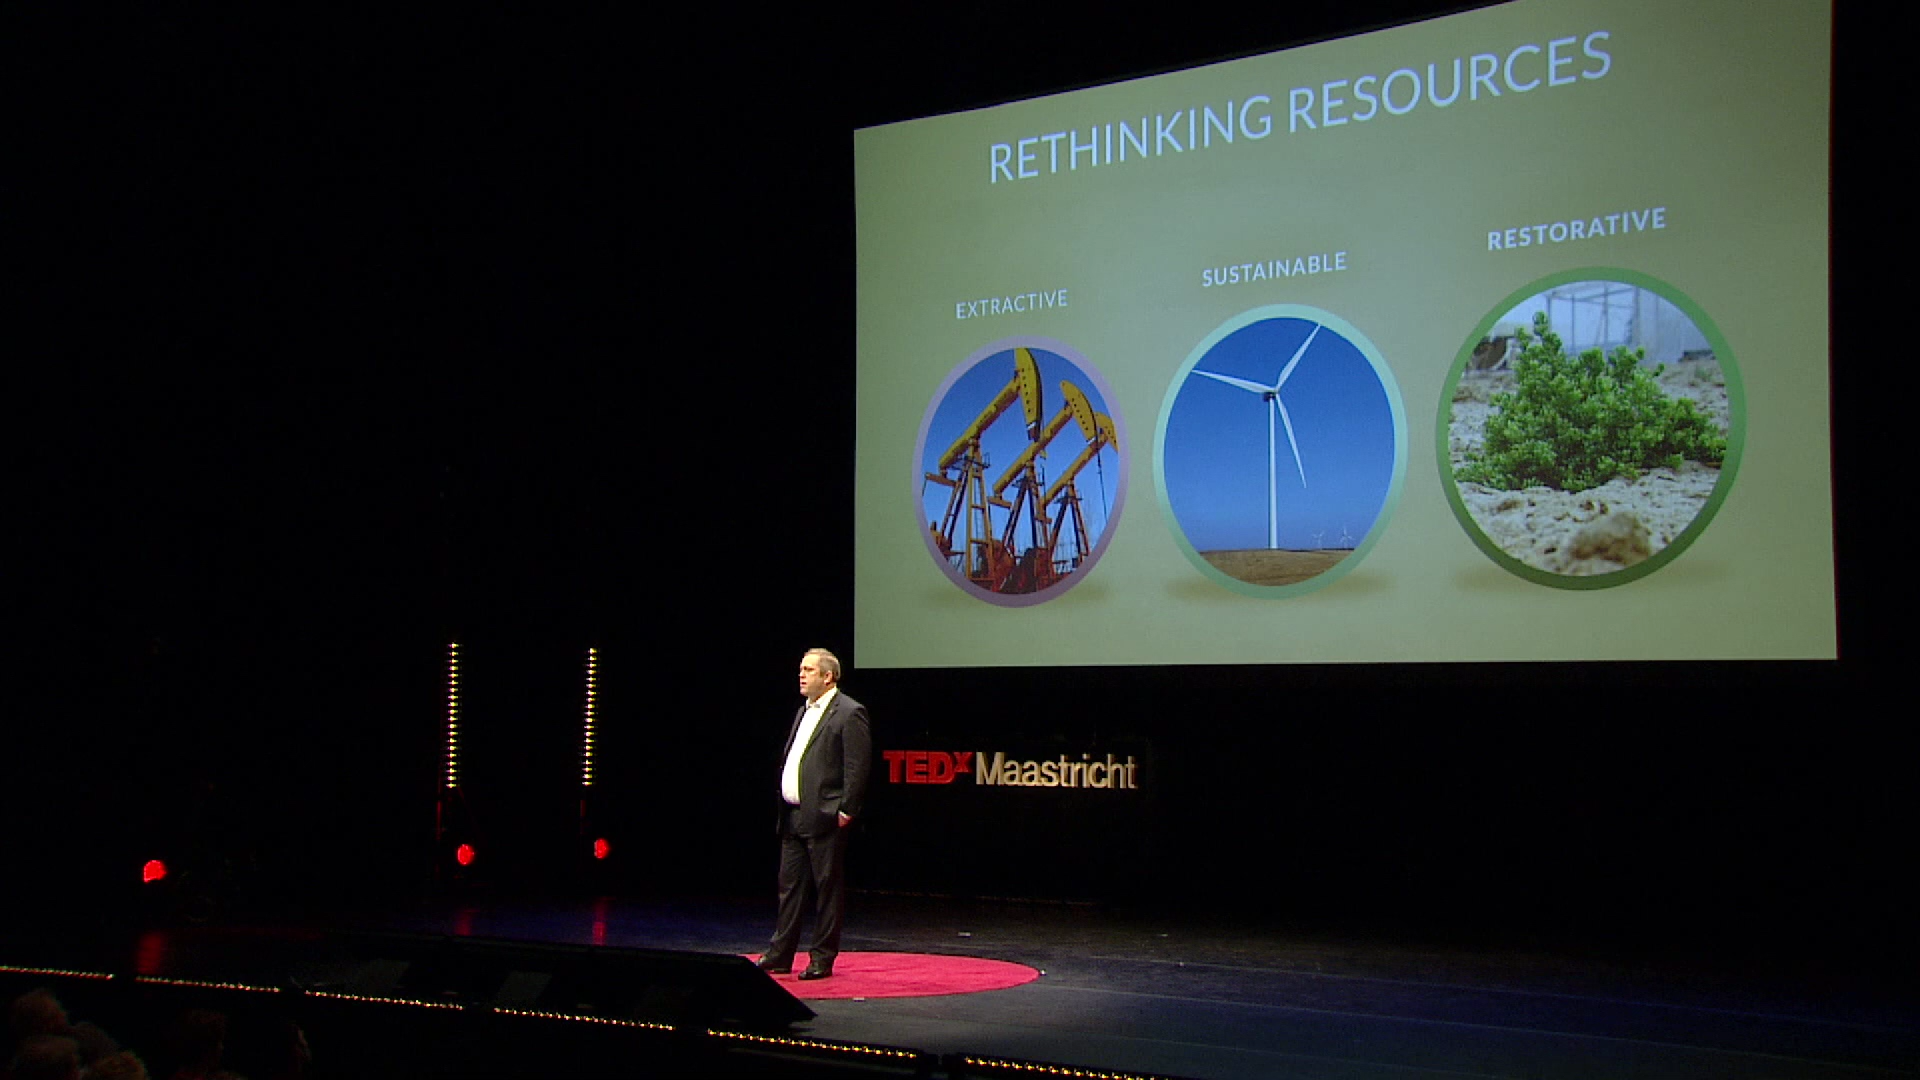 RETHINKING RESOURCES
EXTRACTIVE
SUSTAINABLE
RESTORATIVE
TEDx Maastricht